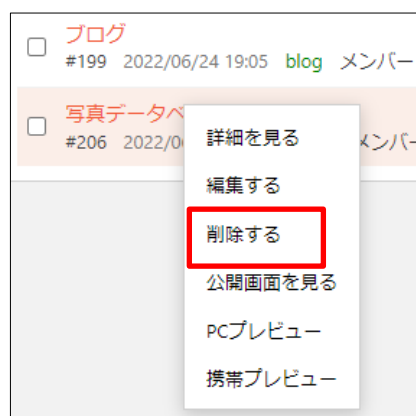 ブログ
#199 2022/06/24 19:05 blog メンバー
写真データベ
#206 2022/0 メンバー
詳細を見る
編集する
削除する
公開画面を見る
PCプレビュー
携帯プレビュー